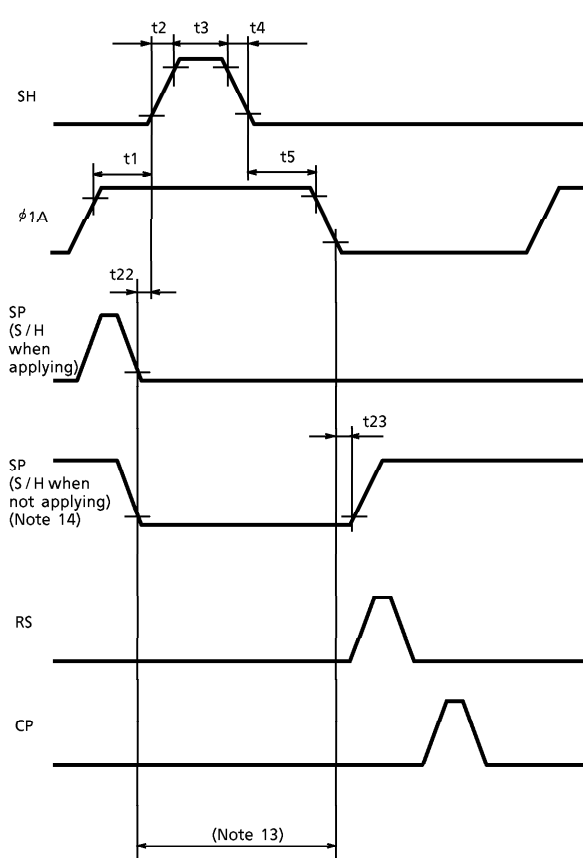 t2 t3 t4
SH
t1 t5
ϕ1A
t22
SP
(S / H
when
applying)
t23
SP
(S / H when
not applying)
(Note 14)
RS
CP
(Note 13)